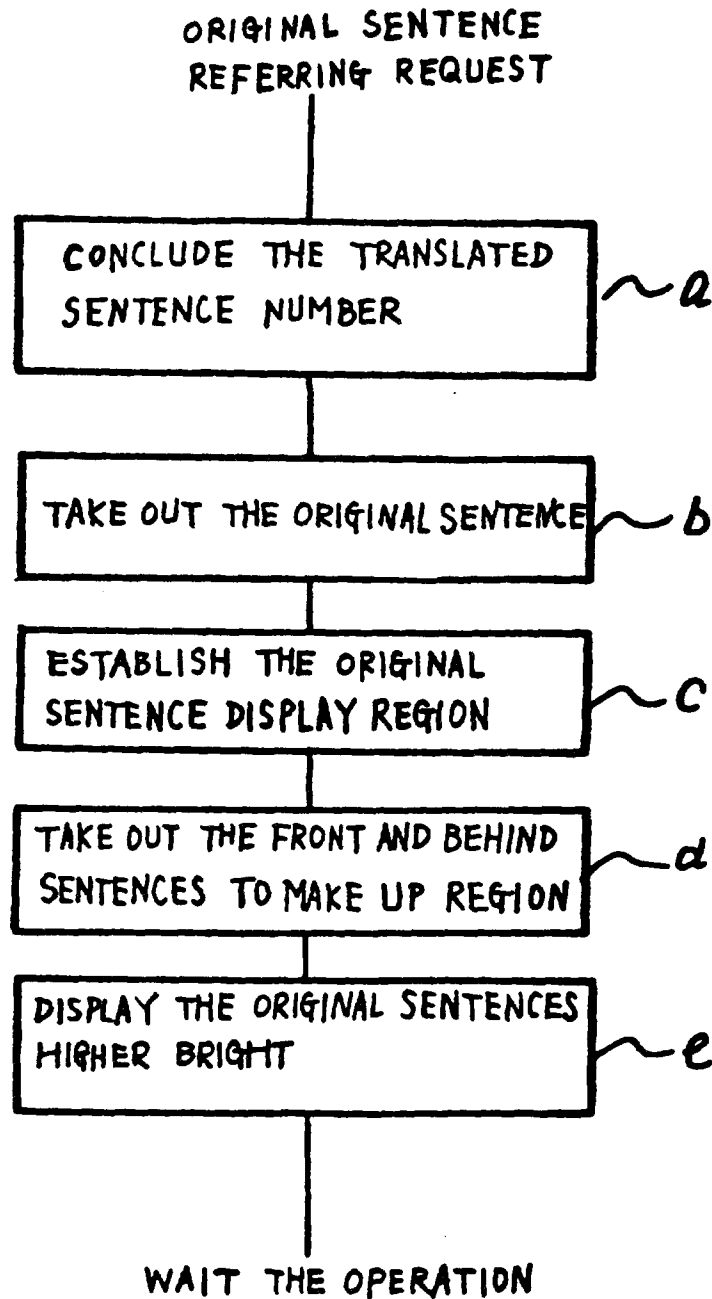 ORIGINAL SENTENCE
REFERRING REQUEST
CONCLUDE THE TRANSLATED
SENTENCE NUMBER
a
TAKE OUT THE ORIGINAL SENTENCE
b
ESTABLISH THE ORIGINAL
SENTENCE DISPLAY REGION
c
TAKE OUT THE FRONT AND BEHIND
SENTENCES TO MAKE UP REGION
d
DISPLAY THE ORIGINAL SENTENCES
HIGHER BRIGHT
e
WAIT THE OPERATION